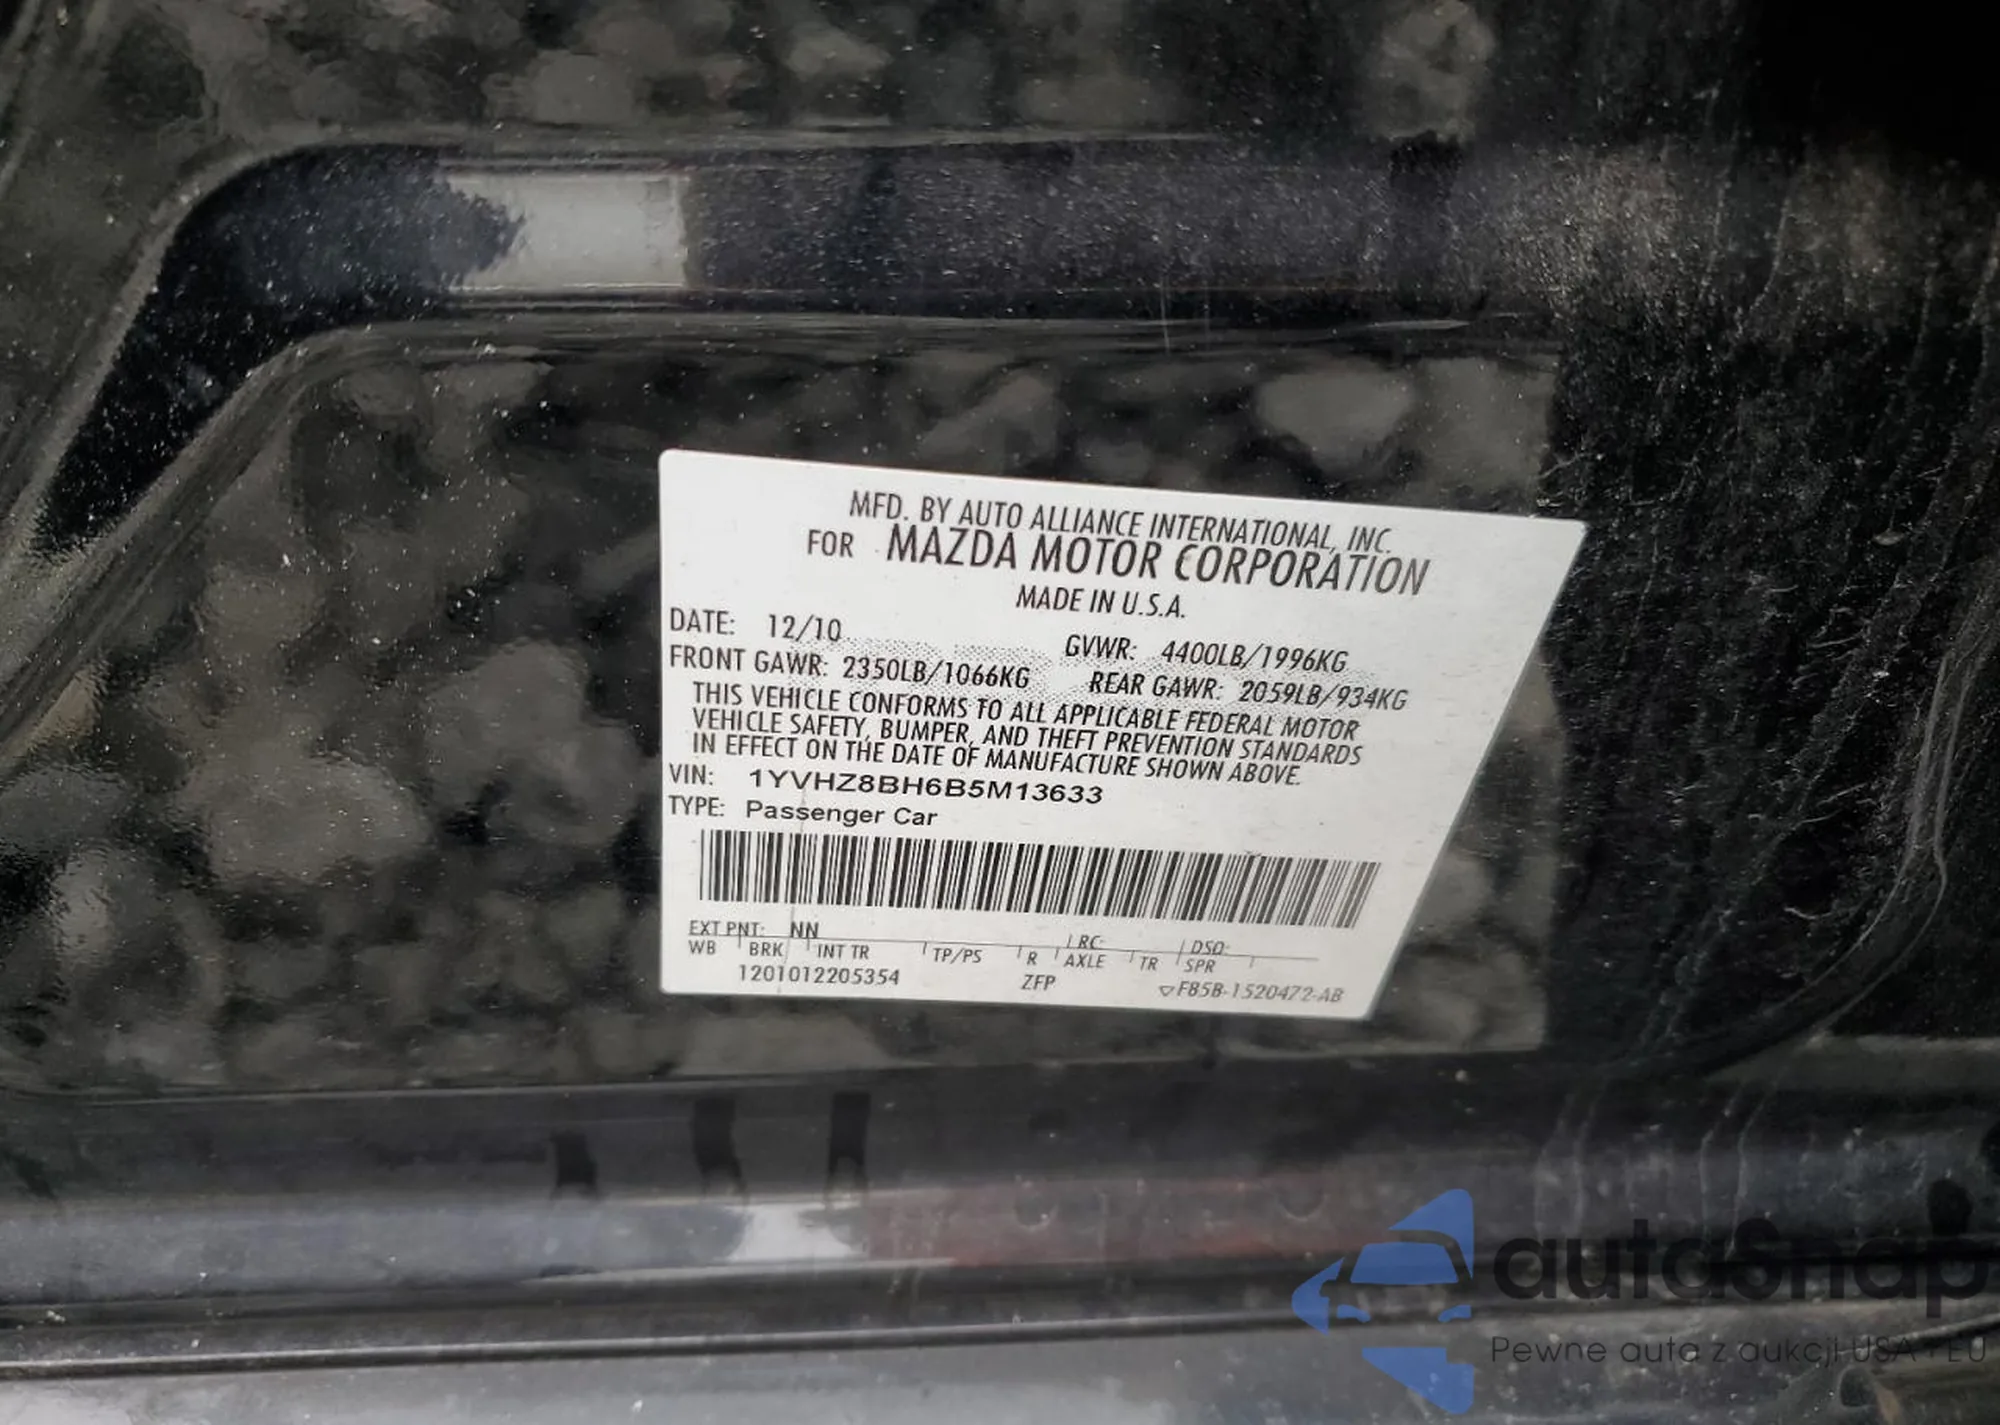 MFD. BY AUTO ALLIANCE INTERNATIONAL, INC.
FOR MAZDA MOTOR CORPORATION
MADE IN U.S.A.
DATE: 12/10 GVWR: 4400LB/1996KG
FRONT GAWR: 2350LB/1066KG REAR GAWR: 2059LB/934KG
THIS VEHICLE CONFORMS TO ALL APPLICABLE FEDERAL MOTOR
VEHICLE SAFETY, BUMPER, AND THEFT PREVENTION STANDARDS
IN EFFECT ON THE DATE OF MANUFACTURE SHOWN ABOVE.
VIN: 1YVHZ8BH6B5M13633
TYPE: Passenger Car
EXT PNT: NN RC: DSO:
WB BRK INT TR TP/PS R AXLE TR SPR
1201012205354 ZFP F85B-1520472-AB
autoSnap
Pewne auta z aukcji USA i EU